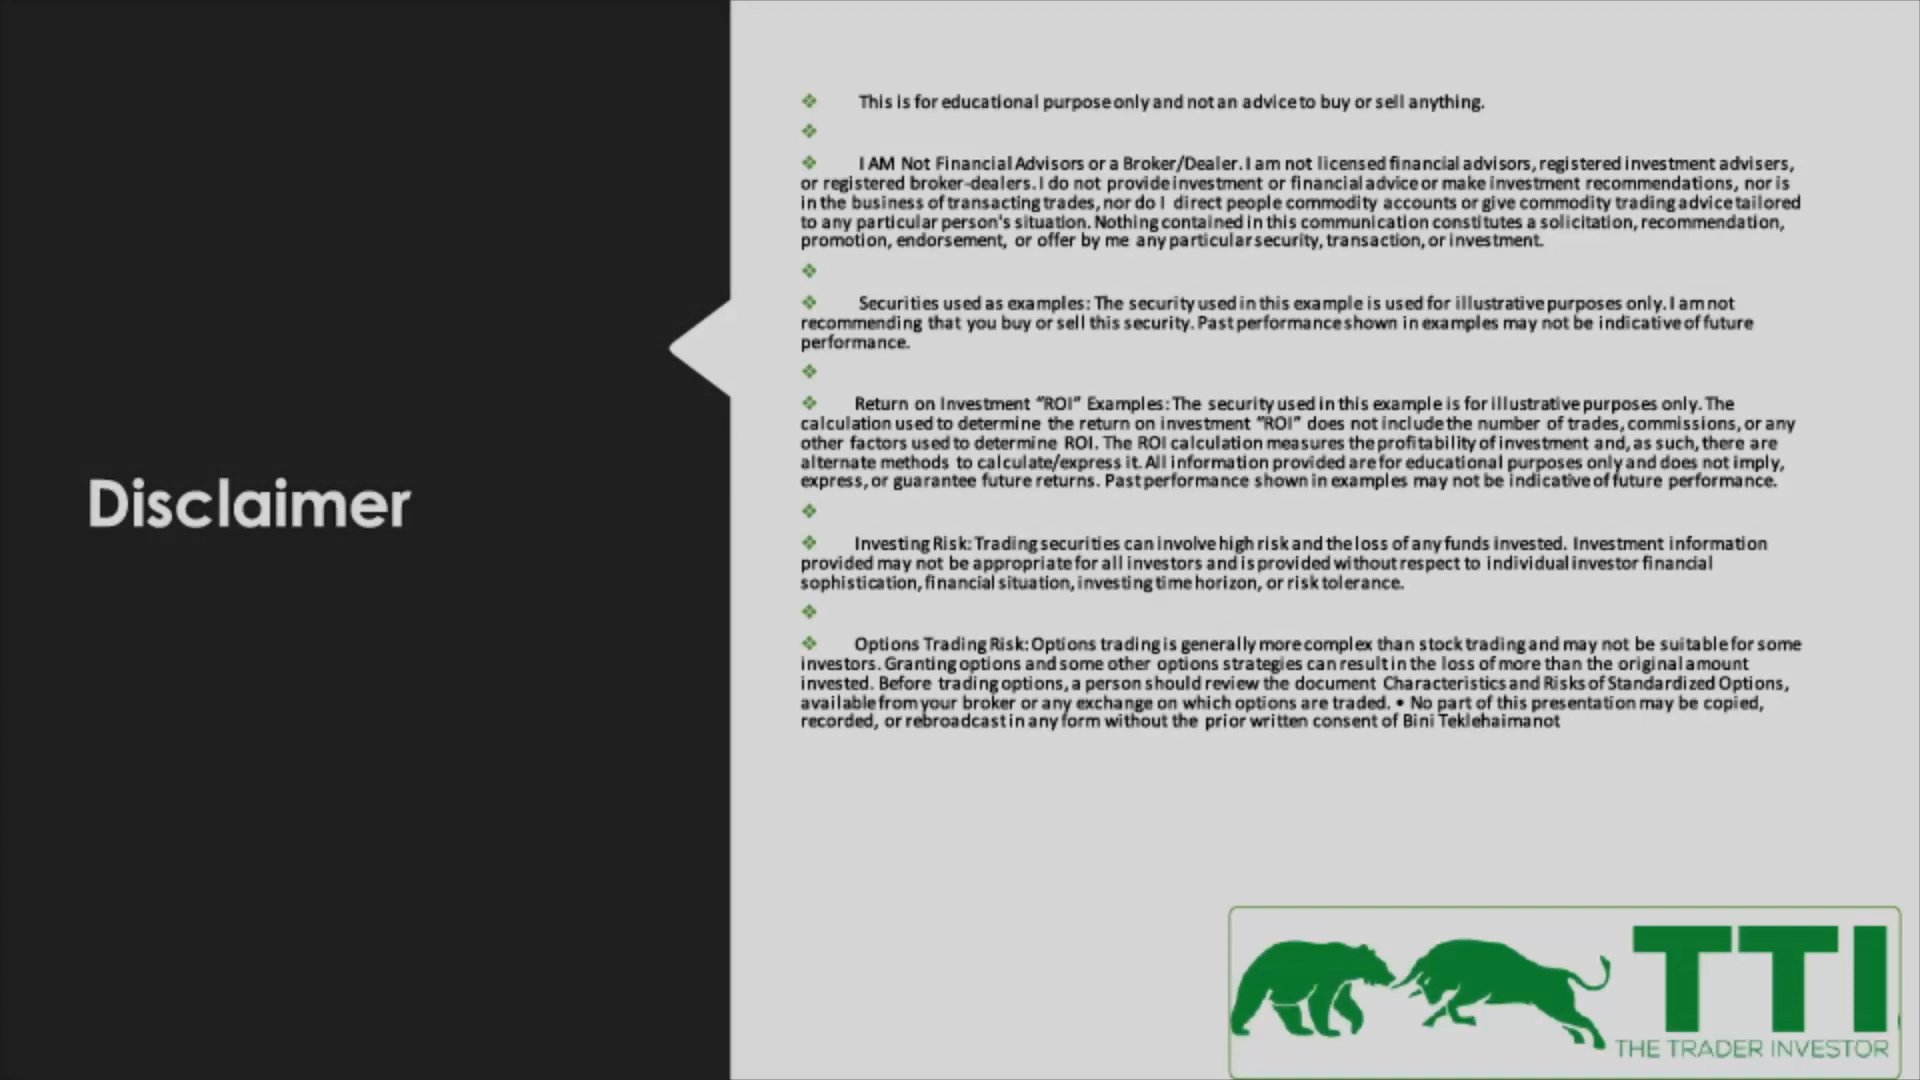 Disclaimer
This is for educational purpose only and not an advice to buy or sell anything.
I AM Not Financial Advisors or a Broker/Dealer. I am not licensed financial advisors, registered investment advisers,
or registered broker-dealers. I do not provide investment or financial advice or make investment recommendations, nor is
in the business of transacting trades, nor do I direct people commodity accounts or give commodity trading advice tailored
to any particular person's situation. Nothing contained in this communication constitutes a solicitation, recommendation,
promotion, endorsement, or offer by me any particular security, transaction, or investment.
Securities used as examples: The security used in this example is used for illustrative purposes only. I am not
recommending that you buy or sell this security. Past performance shown in examples may not be indicative of future
performance.
Return on Investment “ROI” Examples: The security used in this example is for illustrative purposes only. The
calculation used to determine the return on investment “ROI” does not include the number of trades, commissions, or any
other factors used to determine ROI. The ROI calculation measures the profitability of investment and, as such, there are
alternate methods to calculate/express it. All information provided are for educational purposes only and does not imply,
express, or guarantee future returns. Past performance shown in examples may not be indicative of future performance.
Investing Risk: Trading securities can involve high risk and the loss of any funds invested. Investment information
provided may not be appropriate for all investors and is provided without respect to individual investor financial
sophistication, financial situation, investing time horizon, or risk tolerance.
Options Trading Risk: Options trading is generally more complex than stock trading and may not be suitable for some
investors. Granting options and some other options strategies can result in the loss of more than the original amount
invested. Before trading options, a person should review the document Characteristics and Risks of Standardized Options,
available from your broker or any exchange on which options are traded. • No part of this presentation may be copied,
recorded, or rebroadcast in any form without the prior written consent of Bini Teklehaimanot
TTI
THE TRADER INVESTOR